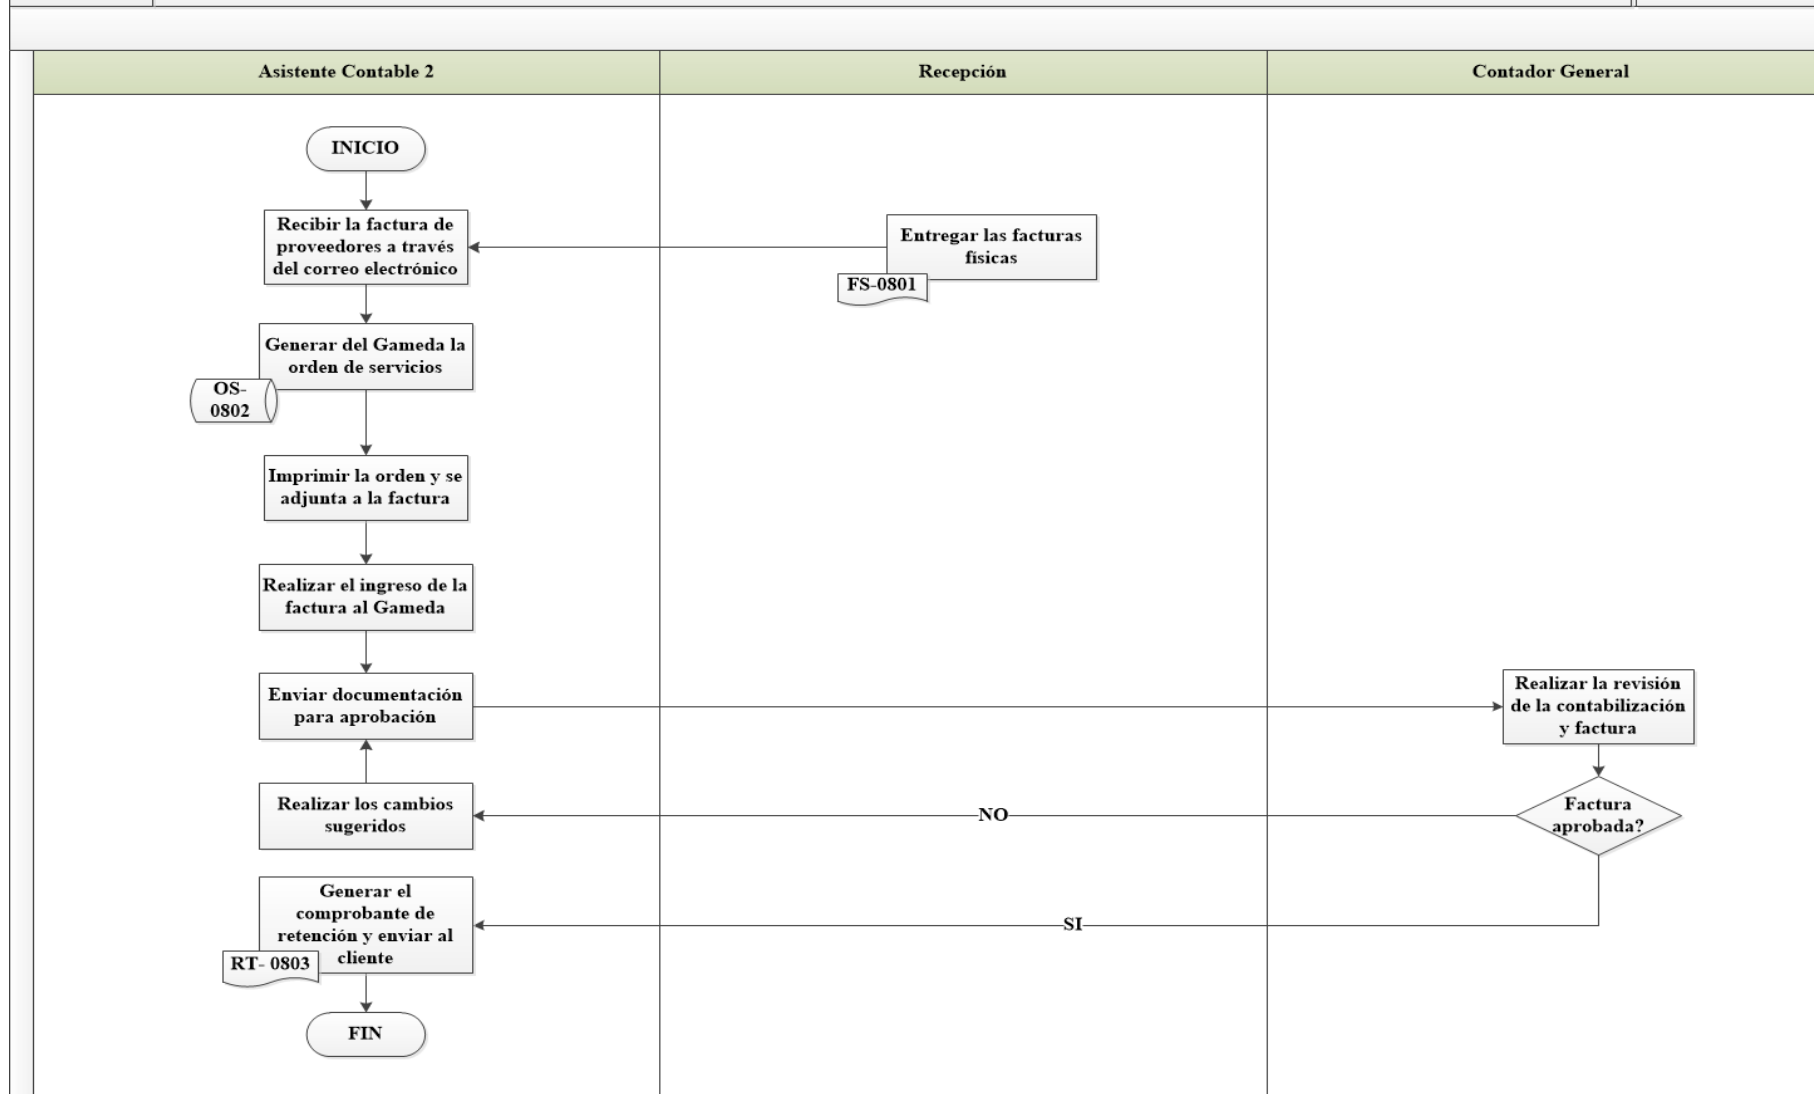 Asistente Contable 2
Recepción
Contador General
INICIO
Recibir la factura de
proveedores a través
del correo electrónico
Entregar las facturas
físicas
FS-0801
Generar del Gameda la
orden de servicios
OS-
0802
Imprimir la orden y se
adjunta a la factura
Realizar el ingreso de la
factura al Gameda
Enviar documentación
para aprobación
Realizar la revisión
de la contabilización
y factura
Factura
aprobada?
NO
Realizar los cambios
sugeridos
SI
Generar el
comprobante de
retención y enviar al
cliente
RT- 0803
FIN